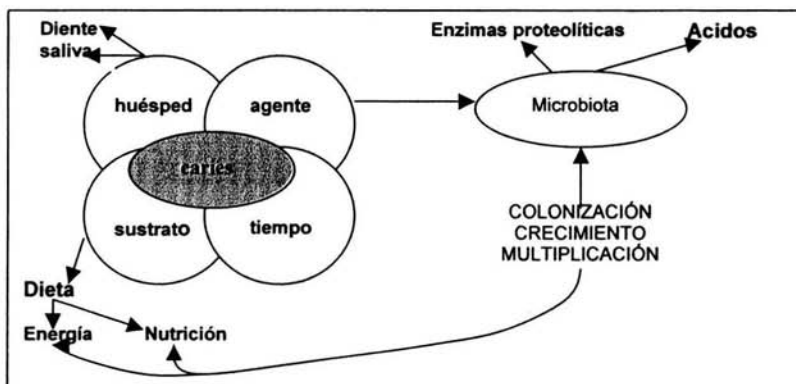 Diente
saliva
Enzimas proteolíticas
Acidos
huésped
agente
Microbiota
caries
sustrato
tiempo
COLONIZACIÓN
CRECIMIENTO
MULTIPLICACIÓN
Dieta
Energía
Nutrición